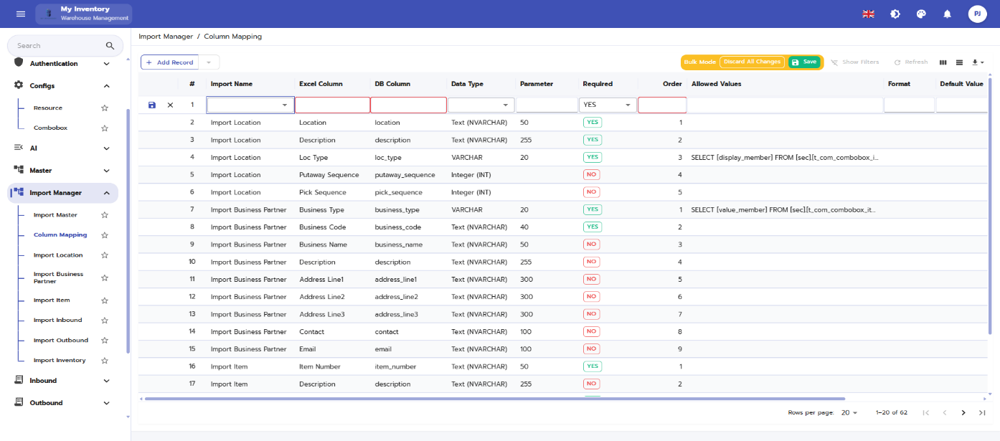 My Inventory
Warehouse Management
PJ
Search
Authentication
Configs
Resource
Combobox
AI
Master
Import Manager
Import Master
Column Mapping
Import Location
Import Business
Partner
Import Item
Import Inbound
Import Outbound
Import Inventory
Inbound
Outbound
Import Manager / Column Mapping
+ Add Record
Bulk Mode Discard All Changes Save Show Filters Refresh
# Import Name Excel Column DB Column Data Type Parameter Required Order Allowed Values Format Default Value
1 YES
2 Import Location Location location Text (NVARCHAR) 50 YES 1
3 Import Location Description description Text (NVARCHAR) 255 YES 2
4 Import Location Loc Type loc_type VARCHAR 20 YES 3 SELECT [display_member] FROM [sec].[t_com_combobox_i...
5 Import Location Putaway Sequence putaway_sequence Integer (INT) NO 4
6 Import Location Pick Sequence pick_sequence Integer (INT) NO 5
7 Import Business Partner Business Type business_type VARCHAR 20 YES 1 SELECT [value_member] FROM [sec].[t_com_combobox_it...
8 Import Business Partner Business Code business_code Text (NVARCHAR) 40 YES 2
9 Import Business Partner Business Name business_name Text (NVARCHAR) 50 NO 3
10 Import Business Partner Description description Text (NVARCHAR) 255 NO 4
11 Import Business Partner Address Line1 address_line1 Text (NVARCHAR) 300 NO 5
12 Import Business Partner Address Line2 address_line2 Text (NVARCHAR) 300 NO 6
13 Import Business Partner Address Line3 address_line3 Text (NVARCHAR) 300 NO 7
14 Import Business Partner Contact contact Text (NVARCHAR) 100 NO 8
15 Import Business Partner Email email Text (NVARCHAR) 100 NO 9
16 Import Item Item Number item_number Text (NVARCHAR) 50 YES 1
17 Import Item Description description Text (NVARCHAR) 255 NO 2
Rows per page: 20 1–20 of 62